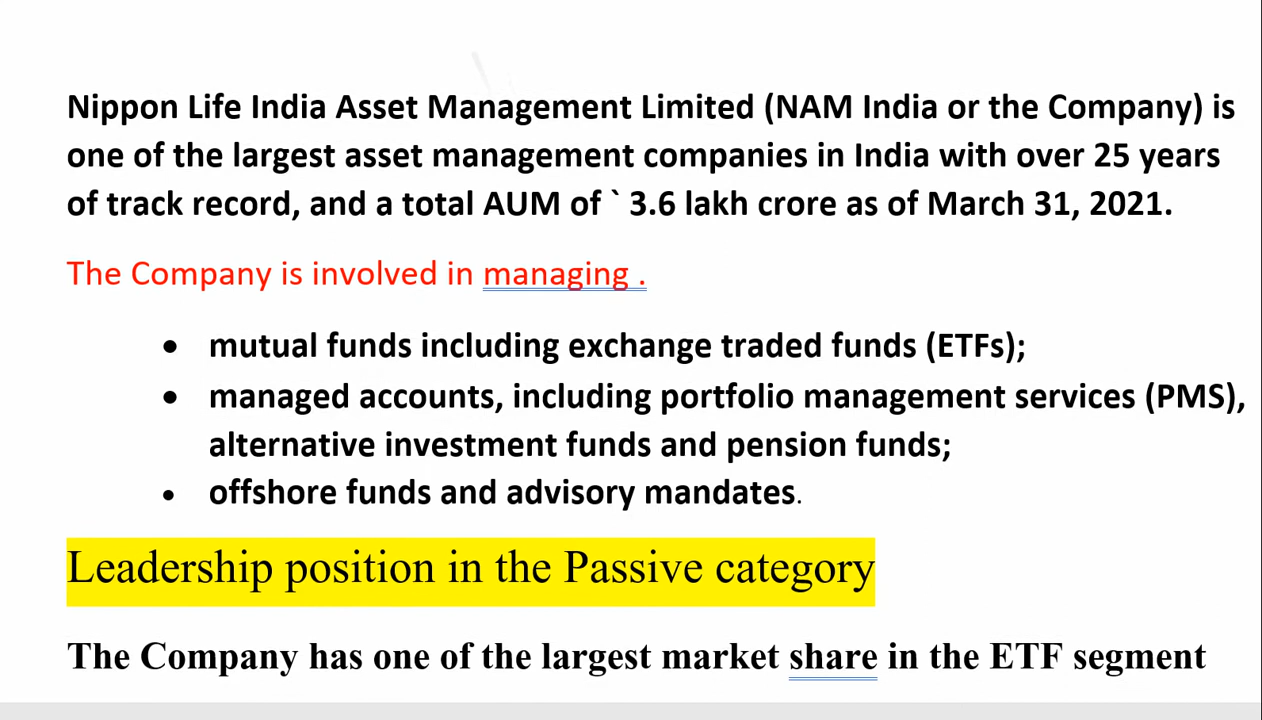 Nippon Life India Asset Management Limited (NAM India or the Company) is
one of the largest asset management companies in India with over 25 years
of track record, and a total AUM of ` 3.6 lakh crore as of March 31, 2021.
The Company is involved in managing .
• mutual funds including exchange traded funds (ETFs);
• managed accounts, including portfolio management services (PMS),
alternative investment funds and pension funds;
• offshore funds and advisory mandates.
Leadership position in the Passive category
The Company has one of the largest market share in the ETF segment